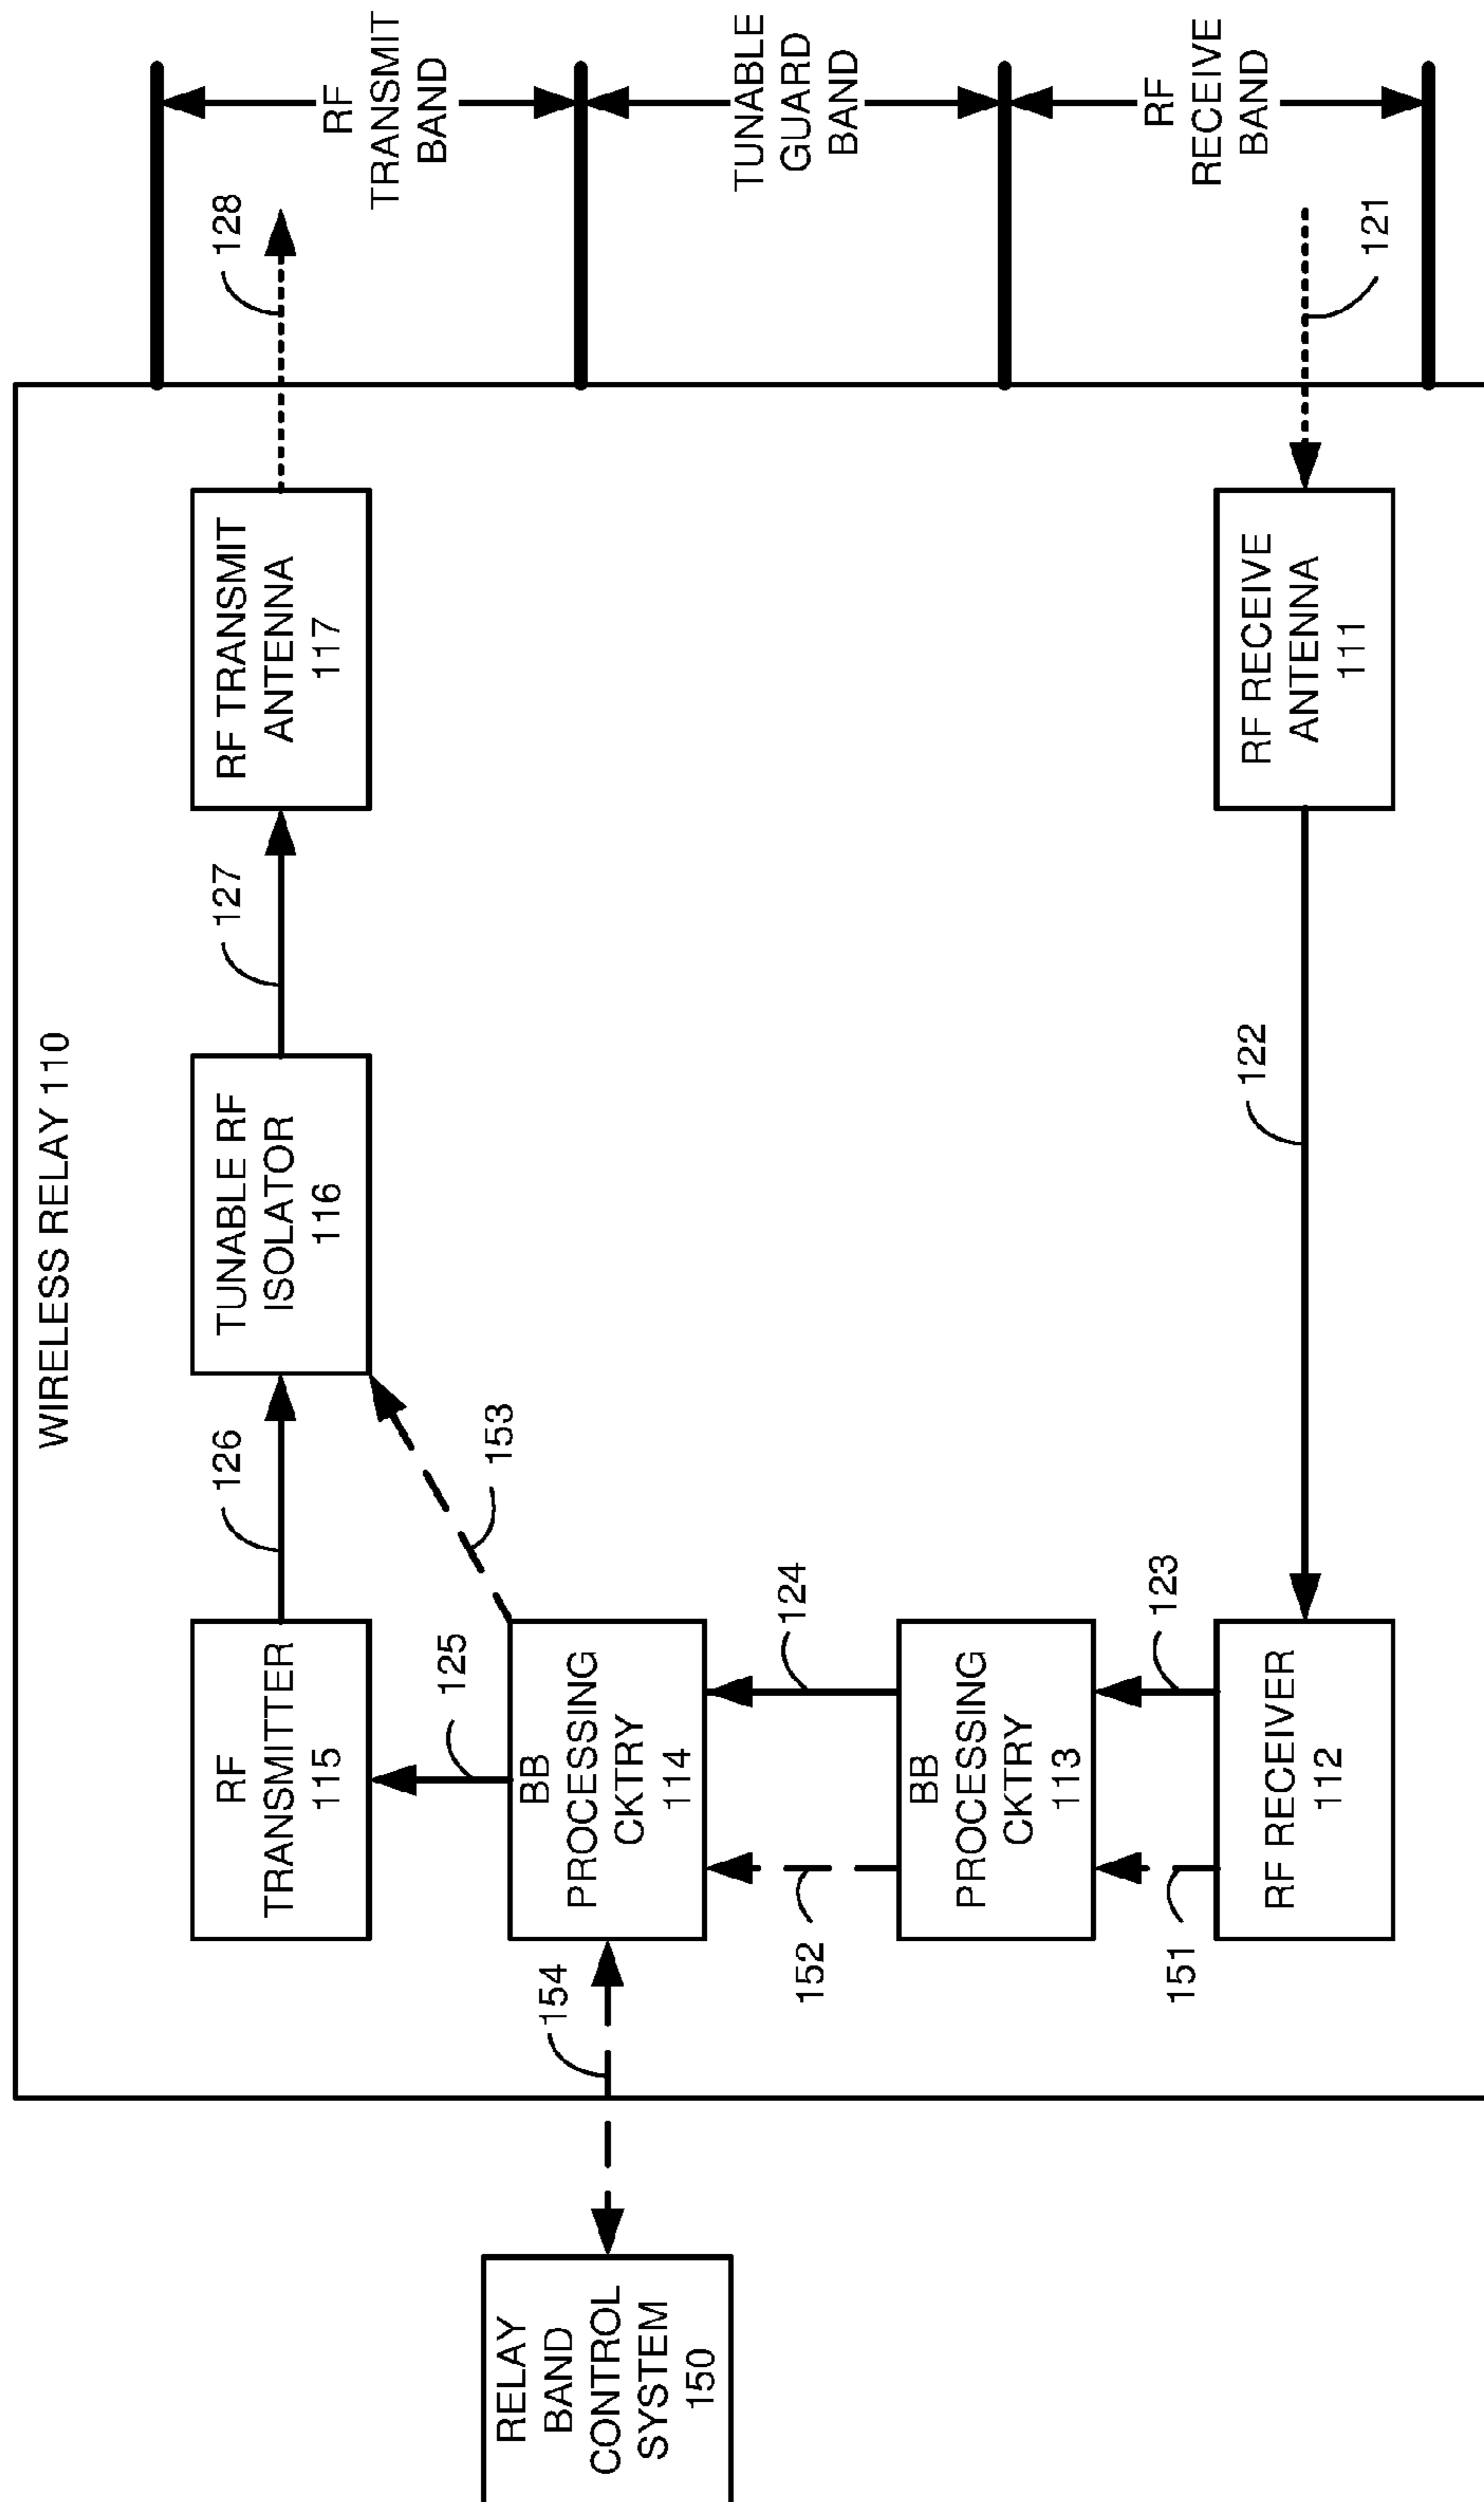 WIRELESS RELAY 110
RELAY
BAND
CONTROL
SYSTEM
150
154
RF
TRANSMITTER
115
126
TUNABLE RF
ISOLATOR
116
127
RF TRANSMIT
ANTENNA
117
128
RF
TRANSMIT
BAND
125
153
BB
PROCESSING
CKTRY
114
TUNABLE
GUARD
BAND
152
124
BB
PROCESSING
CKTRY
113
151
123
RF RECEIVER
112
122
RF RECEIVE
ANTENNA
111
121
RF
RECEIVE
BAND